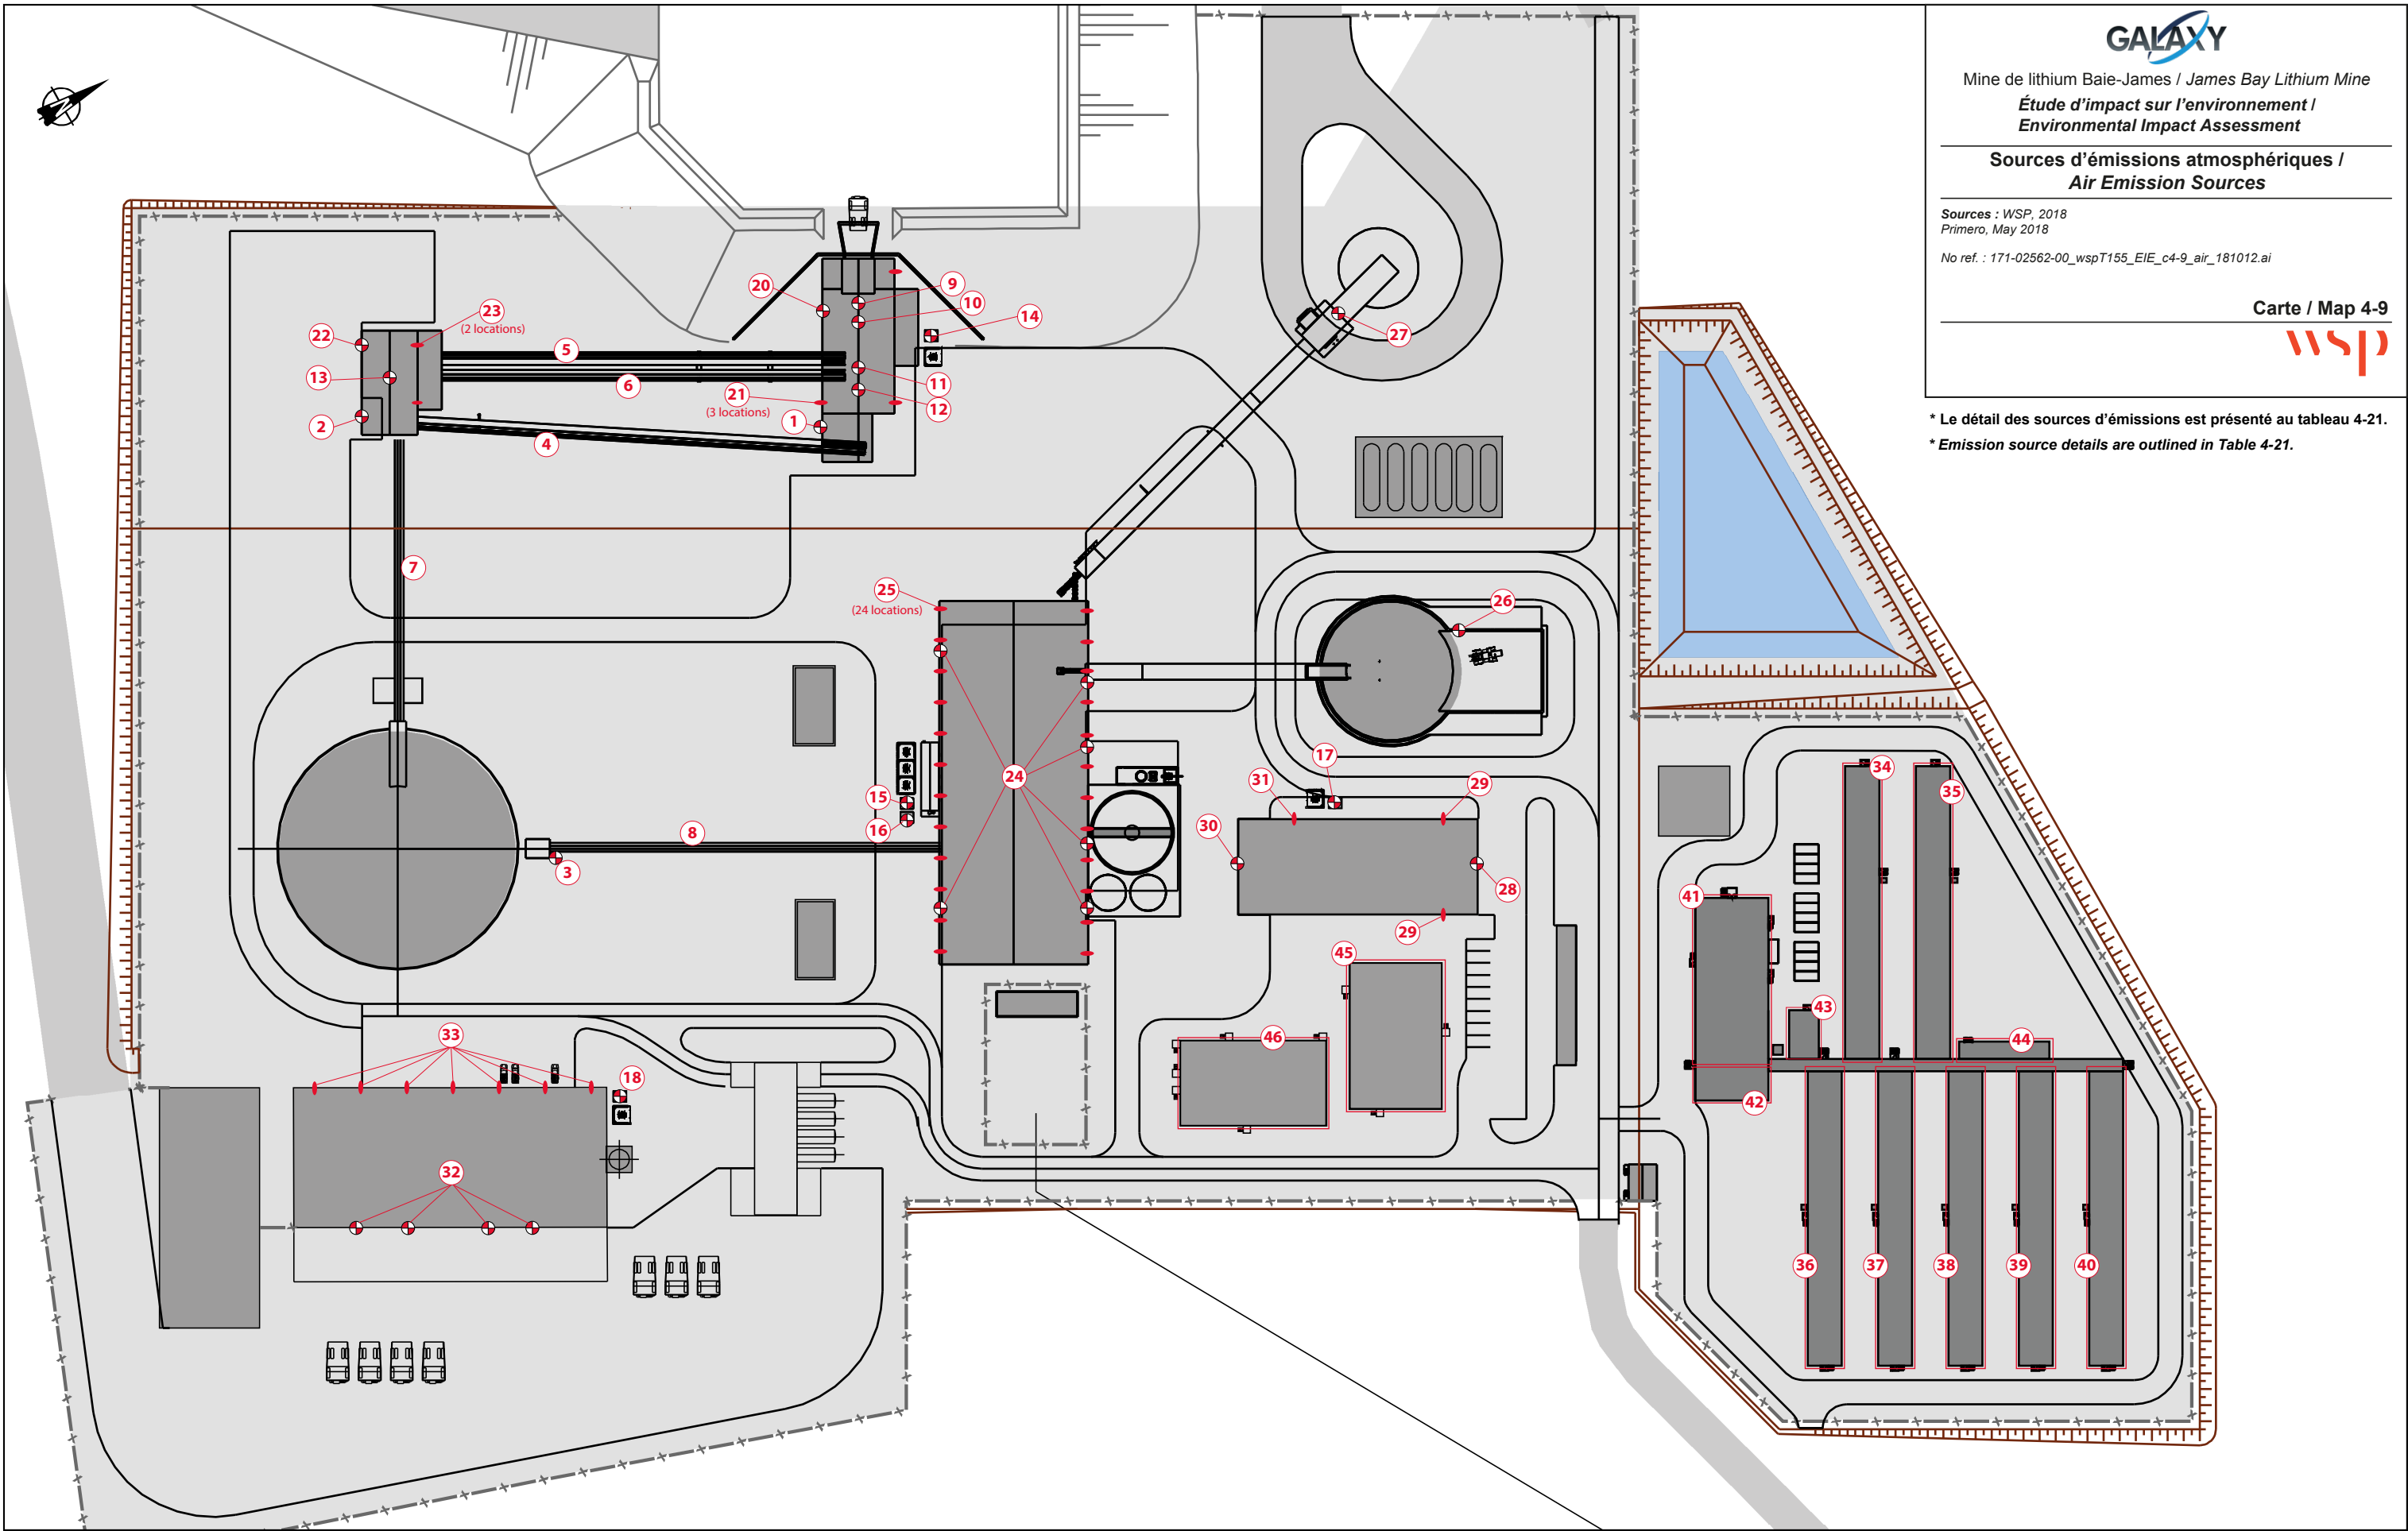 GALAXY
Mine de lithium Baie-James / James Bay Lithium Mine
Étude d'impact sur l'environnement /
Environmental Impact Assessment
Sources d'émissions atmosphériques /
Air Emission Sources
Sources : WSP, 2018
Primero, May 2018
No ref. : 171-02562-00_wspT155_EIE_c4-9_air_181012.ai
Carte / Map 4-9
wsp
* Le détail des sources d'émissions est présenté au tableau 4-21.
* Emission source details are outlined in Table 4-21.
20
9
10
14
23
(2 locations)
22
5
27
13
6
11
21
(3 locations)
12
2
1
4
7
25
(24 locations)
26
17
24
31
29
34
35
15
16
30
8
3
28
41
29
45
43
33
46
44
18
42
32
36
37
38
39
40